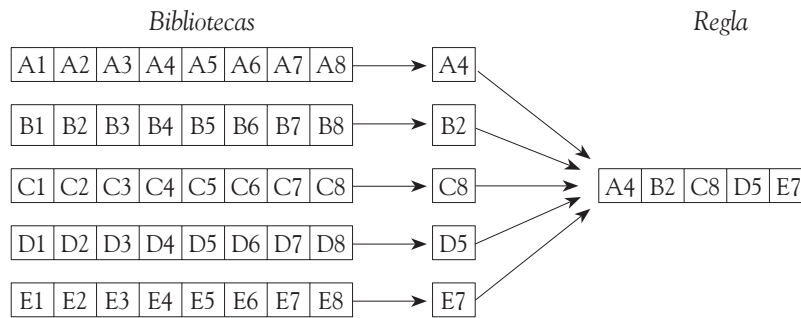 Bibliotecas Regla
A1 A2 A3 A4 A5 A6 A7 A8 A4
B1 B2 B3 B4 B5 B6 B7 B8 B2
C1 C2 C3 C4 C5 C6 C7 C8 C8 A4 B2 C8 D5 E7
D1 D2 D3 D4 D5 D6 D7 D8 D5
E1 E2 E3 E4 E5 E6 E7 E8 E7